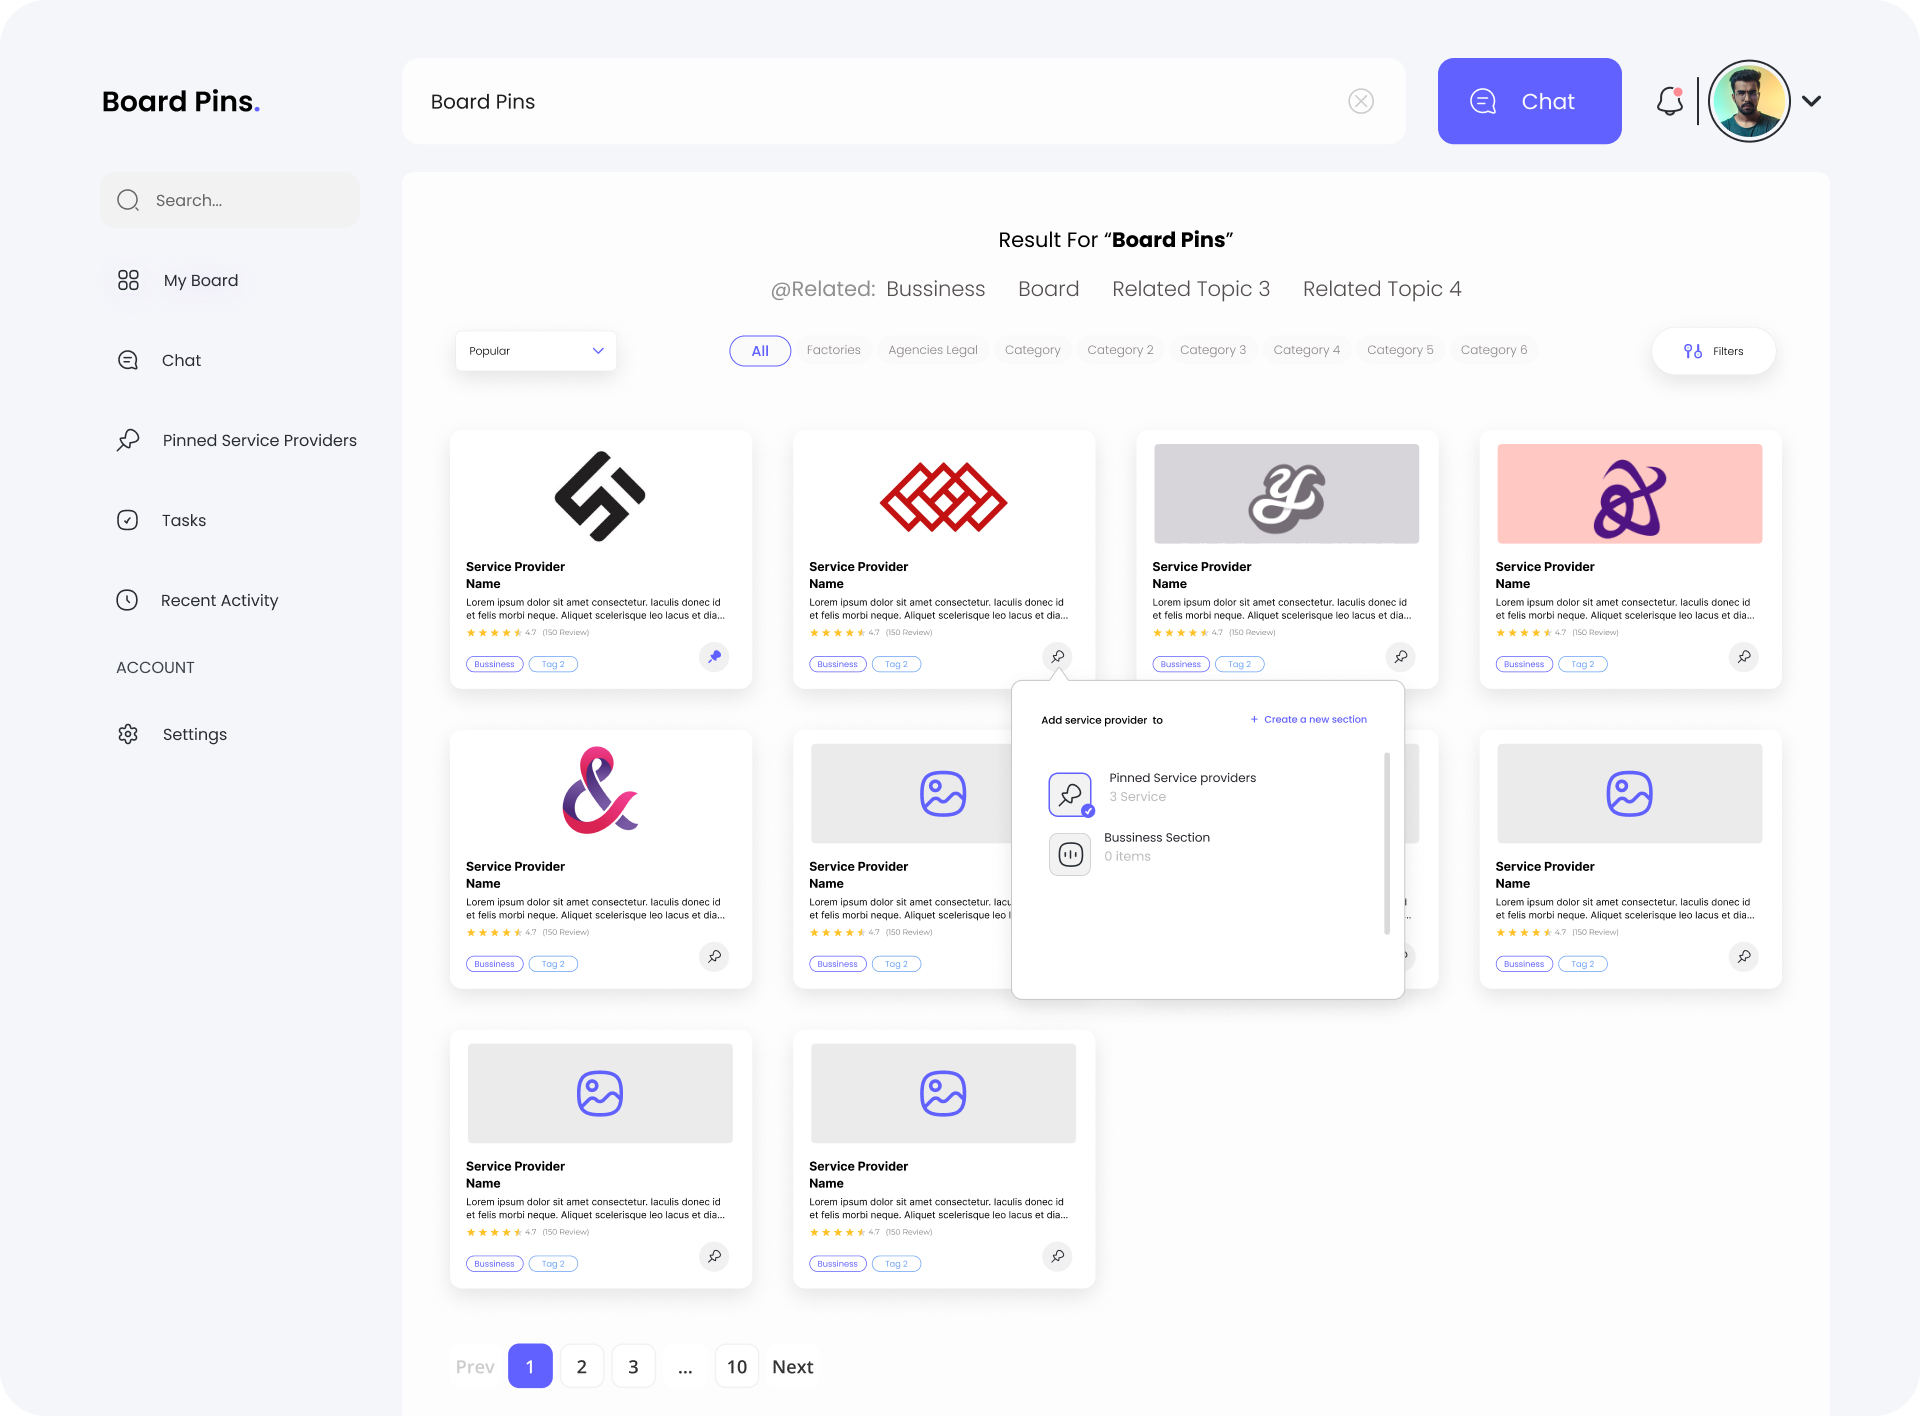 Board Pins.
Board Pins
Chat
Search...
My Board
Chat
Pinned Service Providers
Tasks
Recent Activity
ACCOUNT
Settings
Result For “Board Pins”
@Related: Bussiness Board Related Topic 3 Related Topic 4
Popular
All Factories Agencies Legal Category Category 2 Category 3 Category 4 Category 5 Category 6
Filters
Service Provider
Name
Lorem ipsum dolor sit amet consectetur. Iaculis donec id
et felis morbi neque. Aliquet scelerisque leo lacus et dia...
4.7 (150 Review)
Bussiness Tag 2
Service Provider
Name
Lorem ipsum dolor sit amet consectetur. Iaculis donec id
et felis morbi neque. Aliquet scelerisque leo lacus et dia...
4.7 (150 Review)
Bussiness Tag 2
Service Provider
Name
Lorem ipsum dolor sit amet consectetur. Iaculis donec id
et felis morbi neque. Aliquet scelerisque leo lacus et dia...
4.7 (150 Review)
Bussiness Tag 2
Service Provider
Name
Lorem ipsum dolor sit amet consectetur. Iaculis donec id
et felis morbi neque. Aliquet scelerisque leo lacus et dia...
4.7 (150 Review)
Bussiness Tag 2
Add service provider to
+ Create a new section
Pinned Service providers
3 Service
Bussiness Section
0 items
Service Provider
Name
Lorem ipsum dolor sit amet consectetur. Iaculis donec id
et felis morbi neque. Aliquet scelerisque leo lacus et dia...
4.7 (150 Review)
Bussiness Tag 2
Service Provider
Name
Lorem ipsum dolor sit amet consectetur. Iacu
et felis morbi neque. Aliquet scelerisque leo l
4.7 (150 Review)
Bussiness Tag 2
Service Provider
Name
Lorem ipsum dolor sit amet consectetur. Iaculis donec id
et felis morbi neque. Aliquet scelerisque leo lacus et dia...
4.7 (150 Review)
Bussiness Tag 2
Service Provider
Name
Lorem ipsum dolor sit amet consectetur. Iaculis donec id
et felis morbi neque. Aliquet scelerisque leo lacus et dia...
4.7 (150 Review)
Bussiness Tag 2
Service Provider
Name
Lorem ipsum dolor sit amet consectetur. Iaculis donec id
et felis morbi neque. Aliquet scelerisque leo lacus et dia...
4.7 (150 Review)
Bussiness Tag 2
Prev 1 2 3 ... 10 Next